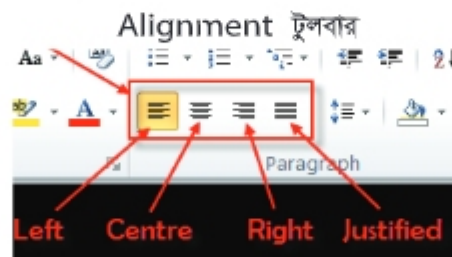 Alignment টুলবার
Aa
A
Paragraph
Left Centre Right Justified